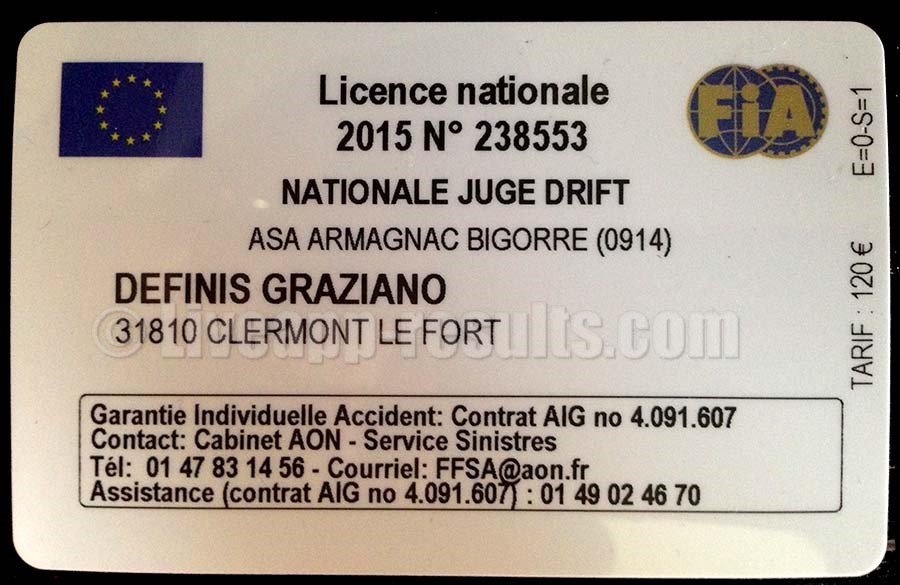 Licence nationale
2015 N° 238553
FiA
NATIONALE JUGE DRIFT
ASA ARMAGNAC BIGORRE (0914)
DEFINIS GRAZIANO
31810 CLERMONT LE FORT
© Liveapp-results.com
Garantie Individuelle Accident: Contrat AIG no 4.091.607
Contact: Cabinet AON - Service Sinistres
Tél: 01 47 83 14 56 - Courriel: FFSA@aon.fr
Assistance (contrat AIG no 4.091.607) : 01 49 02 46 70
TARIF : 120 € E=0-S=1